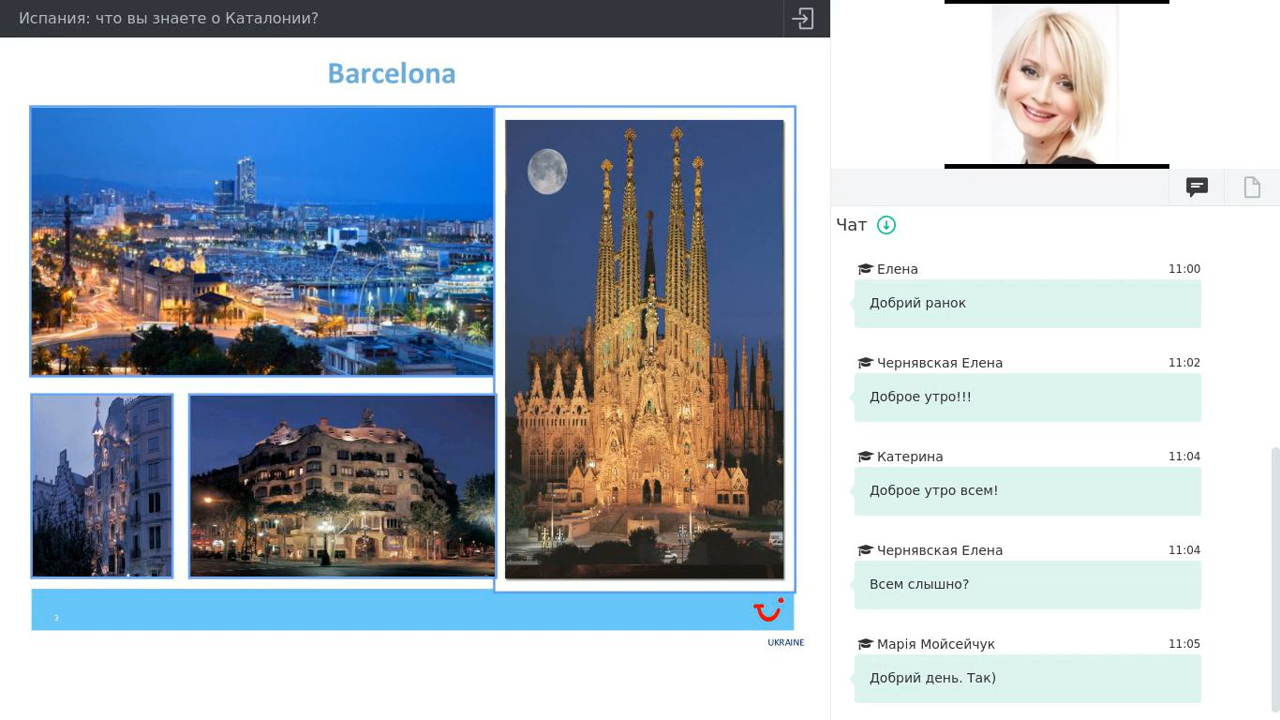 Испания: что вы знаете о Каталонии?
Barcelona
3
UKRAINE
Чат
Елена 11:00
Добрий ранок
Чернявская Елена 11:02
Доброе утро!!!
Катерина 11:04
Доброе утро всем!
Чернявская Елена 11:04
Всем слышно?
Марія Мойсейчук 11:05
Добрий день. Так)